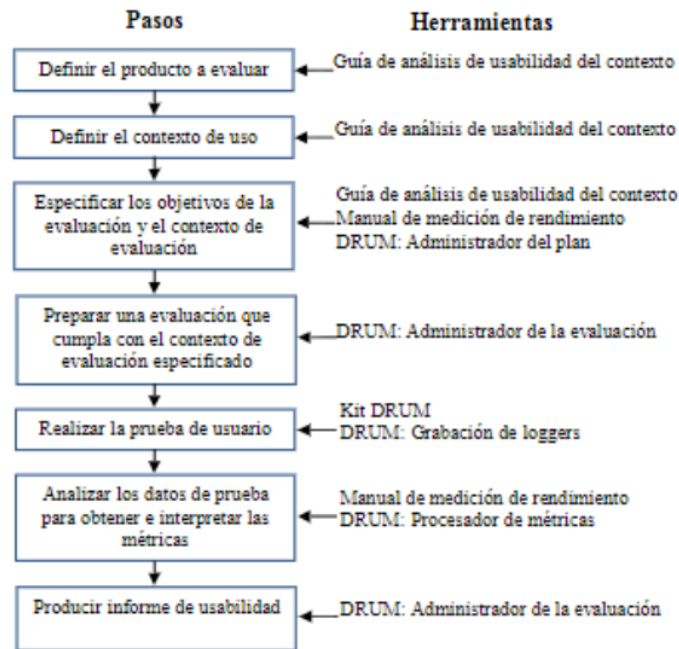 Pasos
Herramientas
Definir el producto a evaluar
Guía de análisis de usabilidad del contexto
Definir el contexto de uso
Guía de análisis de usabilidad del contexto
Especificar los objetivos de la
evaluación y el contexto de
evaluación
Guía de análisis de usabilidad del contexto
Manual de medición de rendimiento
DRUM: Administrador del plan
Preparar una evaluación que
cumpla con el contexto de
evaluación especificado
DRUM: Administrador de la evaluación
Realizar la prueba de usuario
Kit DRUM
DRUM: Grabación de loggers
Analizar los datos de prueba
para obtener e interpretar las
métricas
Manual de medición de rendimiento
DRUM: Procesador de métricas
Producir informe de usabilidad
DRUM: Administrador de la evaluación